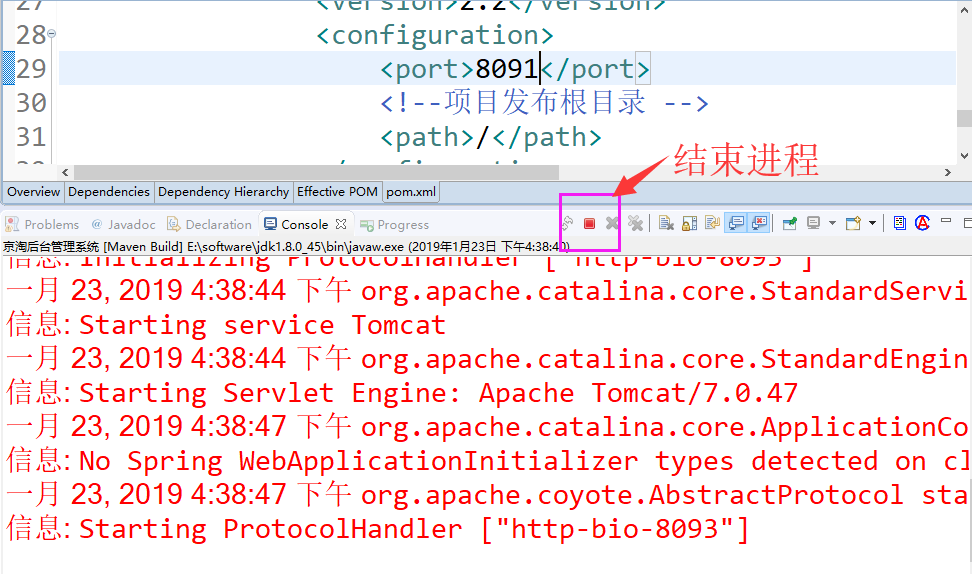 27 <version>2.2</version>
28 <configuration>
29 <port>8091</port>
30 <!--项目发布根目录 -->
31 <path>/</path>
结束进程
Overview Dependencies Dependency Hierarchy Effective POM pom.xml
Problems @ Javadoc Declaration Console Progress
京淘后台管理系统 [Maven Build] E:\software\jdk1.8.0_45\bin\javaw.exe (2019年1月23日 下午4:38:40)
信息: Initializing ProtocolHandler ["http-bio-8093"]
一月 23, 2019 4:38:44 下午 org.apache.catalina.core.StandardServi
信息: Starting service Tomcat
一月 23, 2019 4:38:44 下午 org.apache.catalina.core.StandardEngin
信息: Starting Servlet Engine: Apache Tomcat/7.0.47
一月 23, 2019 4:38:47 下午 org.apache.catalina.core.ApplicationCo
信息: No Spring WebApplicationInitializer types detected on cl
一月 23, 2019 4:38:47 下午 org.apache.coyote.AbstractProtocol sta
信息: Starting ProtocolHandler ["http-bio-8093"]